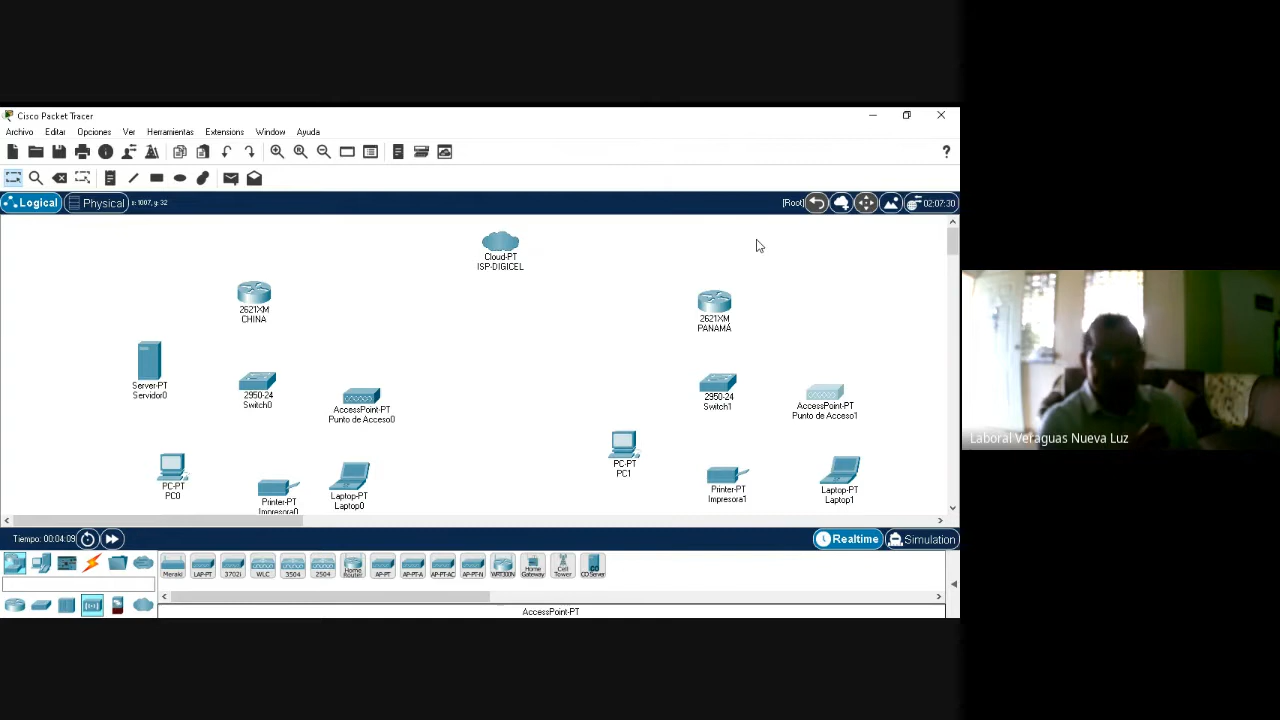 Cisco Packet Tracer
Archivo Editar Opciones Ver Herramientas Extensions Window Ayuda
?
Logical Physical x: 1007, y: 32 [Root] 02:07:30
Cloud-PT
ISP-DIGICEL
2621XM
CHINA
2621XM
PANAMÁ
Server-PT
Servidor0
2950-24
Switch0
AccessPoint-PT
Punto de Acceso0
2950-24
Switch1
AccessPoint-PT
Punto de Acceso1
PC-PT
PC0
Printer-PT
Impresora0
Laptop-PT
Laptop0
PC-PT
PC1
Printer-PT
Impresora1
Laptop-PT
Laptop1
Laboral Veraguas Nueva Luz
Tiempo: 00:04:09 Realtime Simulation
Meraki LAP-PT 3702i WLC 3504 2504 Home Router AP-PT AP-PT-A AP-PT-AC AP-PT-N WRT300N Home Gateway Cell Tower CO Server
AccessPoint-PT